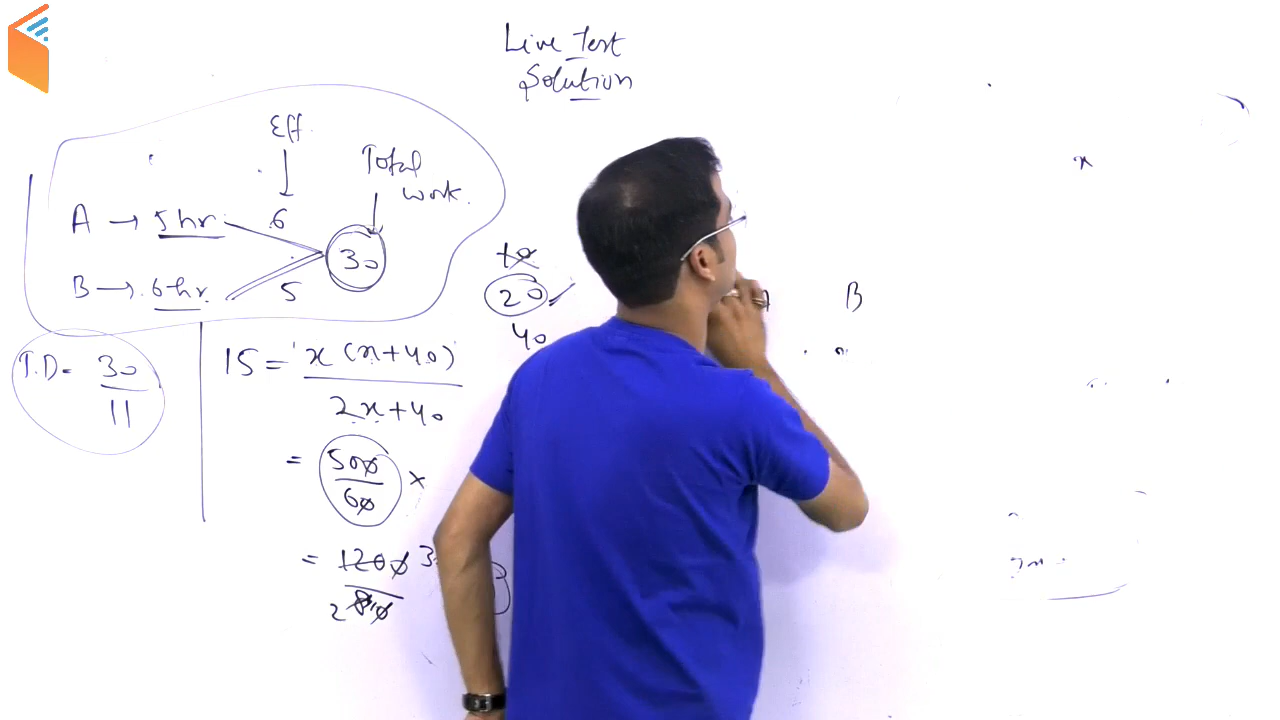 Live Test
Solution
Eff.
Total
work.
A → 5 hr 6
30
B → 6 hr. 5
T.D = 30
11
15 = x (x+40)
2x+40
= 500
60 ×
= 1200 3
2 80
10
20 ✓
40
A B
x
x